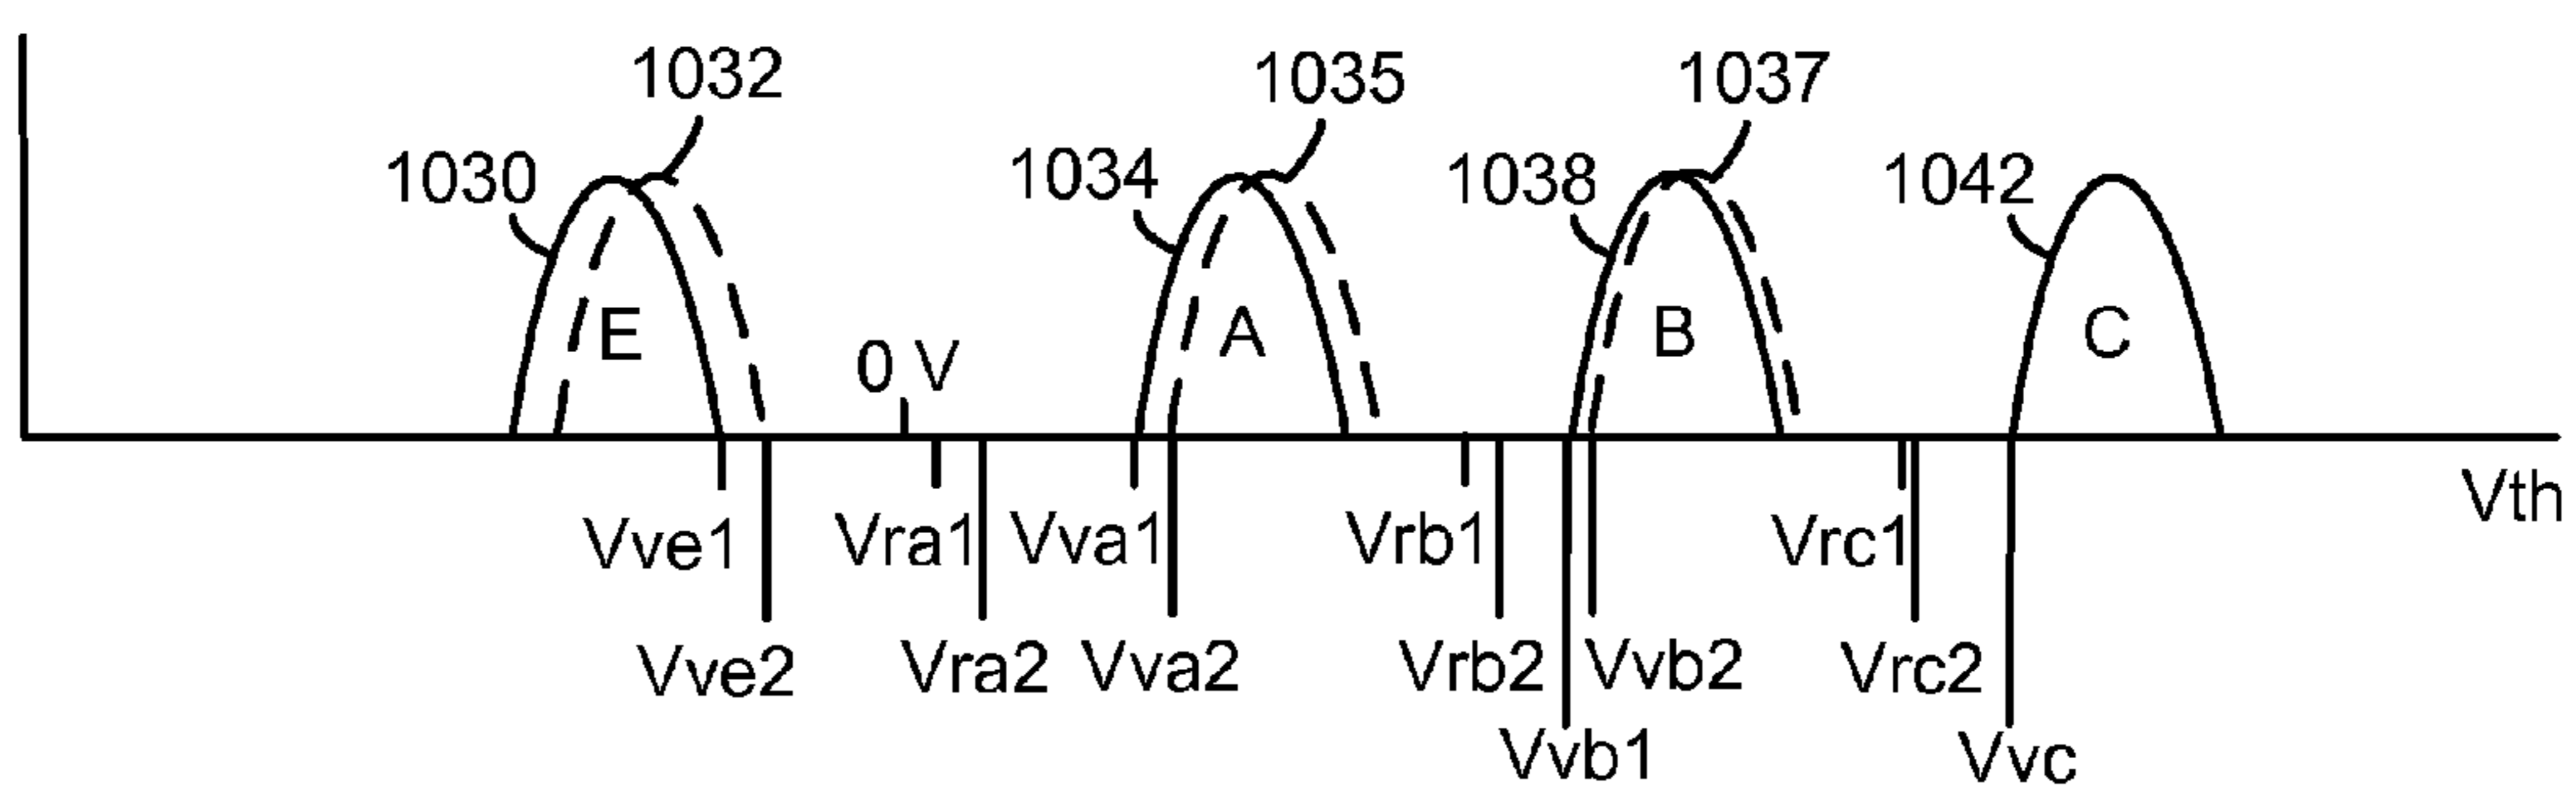 1032 1035 1037
1030 1034 1038 1042
E A B C
0 V
Vth
Vve1 Vra1 Vva1 Vrb1 Vrc1
Vve2 Vra2 Vva2 Vrb2 Vvb2 Vrc2
Vvb1 Vvc